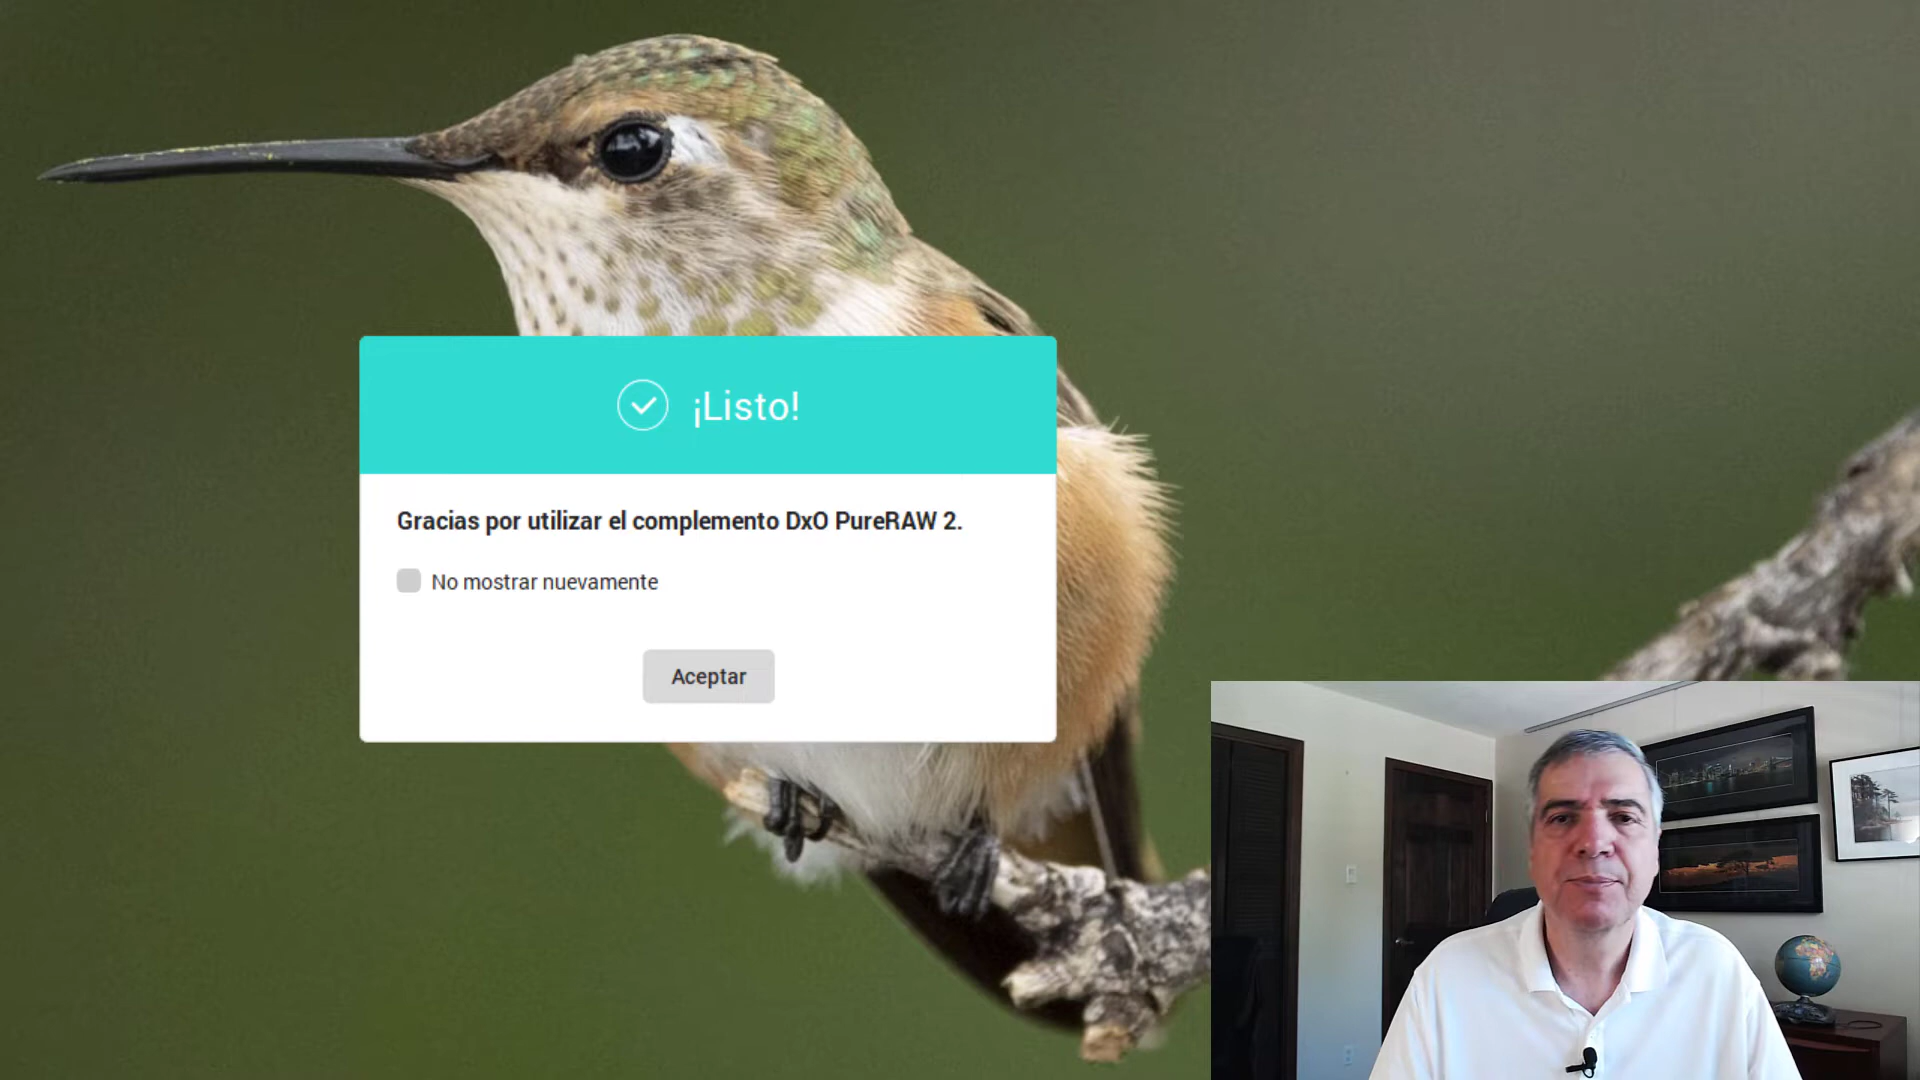 ¡Listo!
Gracias por utilizar el complemento DxO PureRAW 2.
No mostrar nuevamente
Aceptar